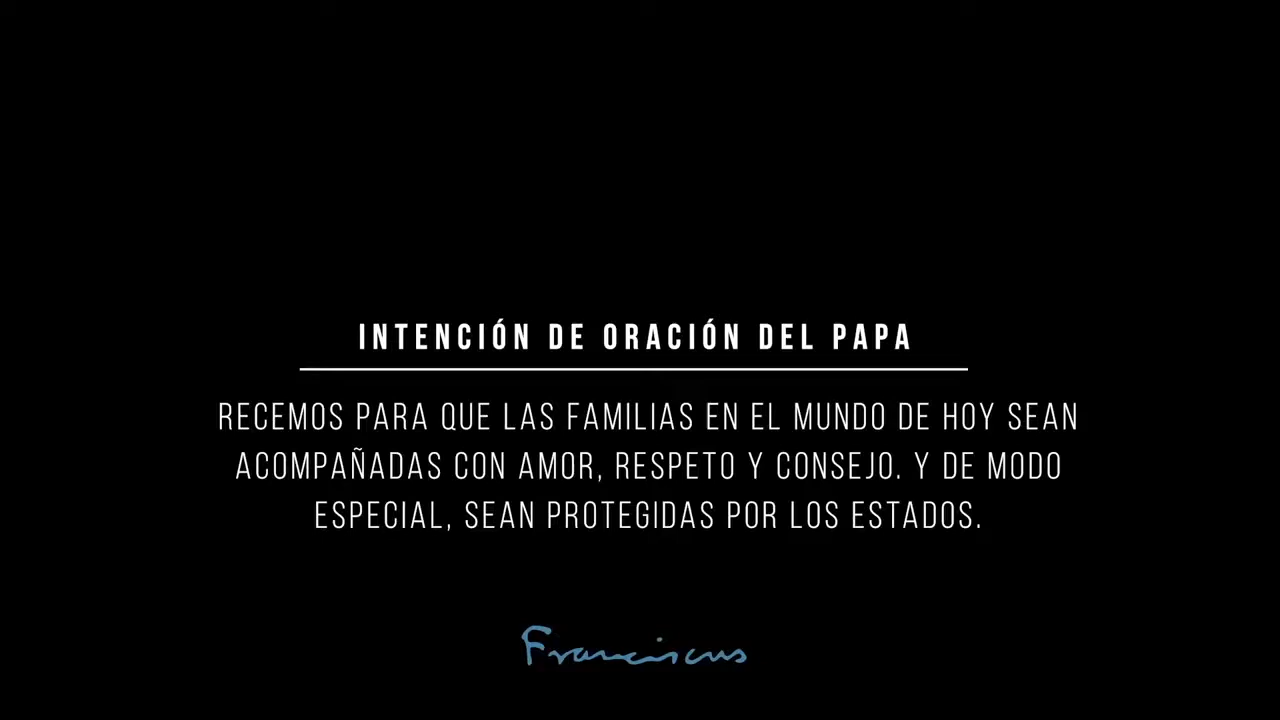 INTENCIÓN DE ORACIÓN DEL PAPA
RECEMOS PARA QUE LAS FAMILIAS EN EL MUNDO DE HOY SEAN
ACOMPAÑADAS CON AMOR, RESPETO Y CONSEJO. Y DE MODO
ESPECIAL, SEAN PROTEGIDAS POR LOS ESTADOS.
Franciscus